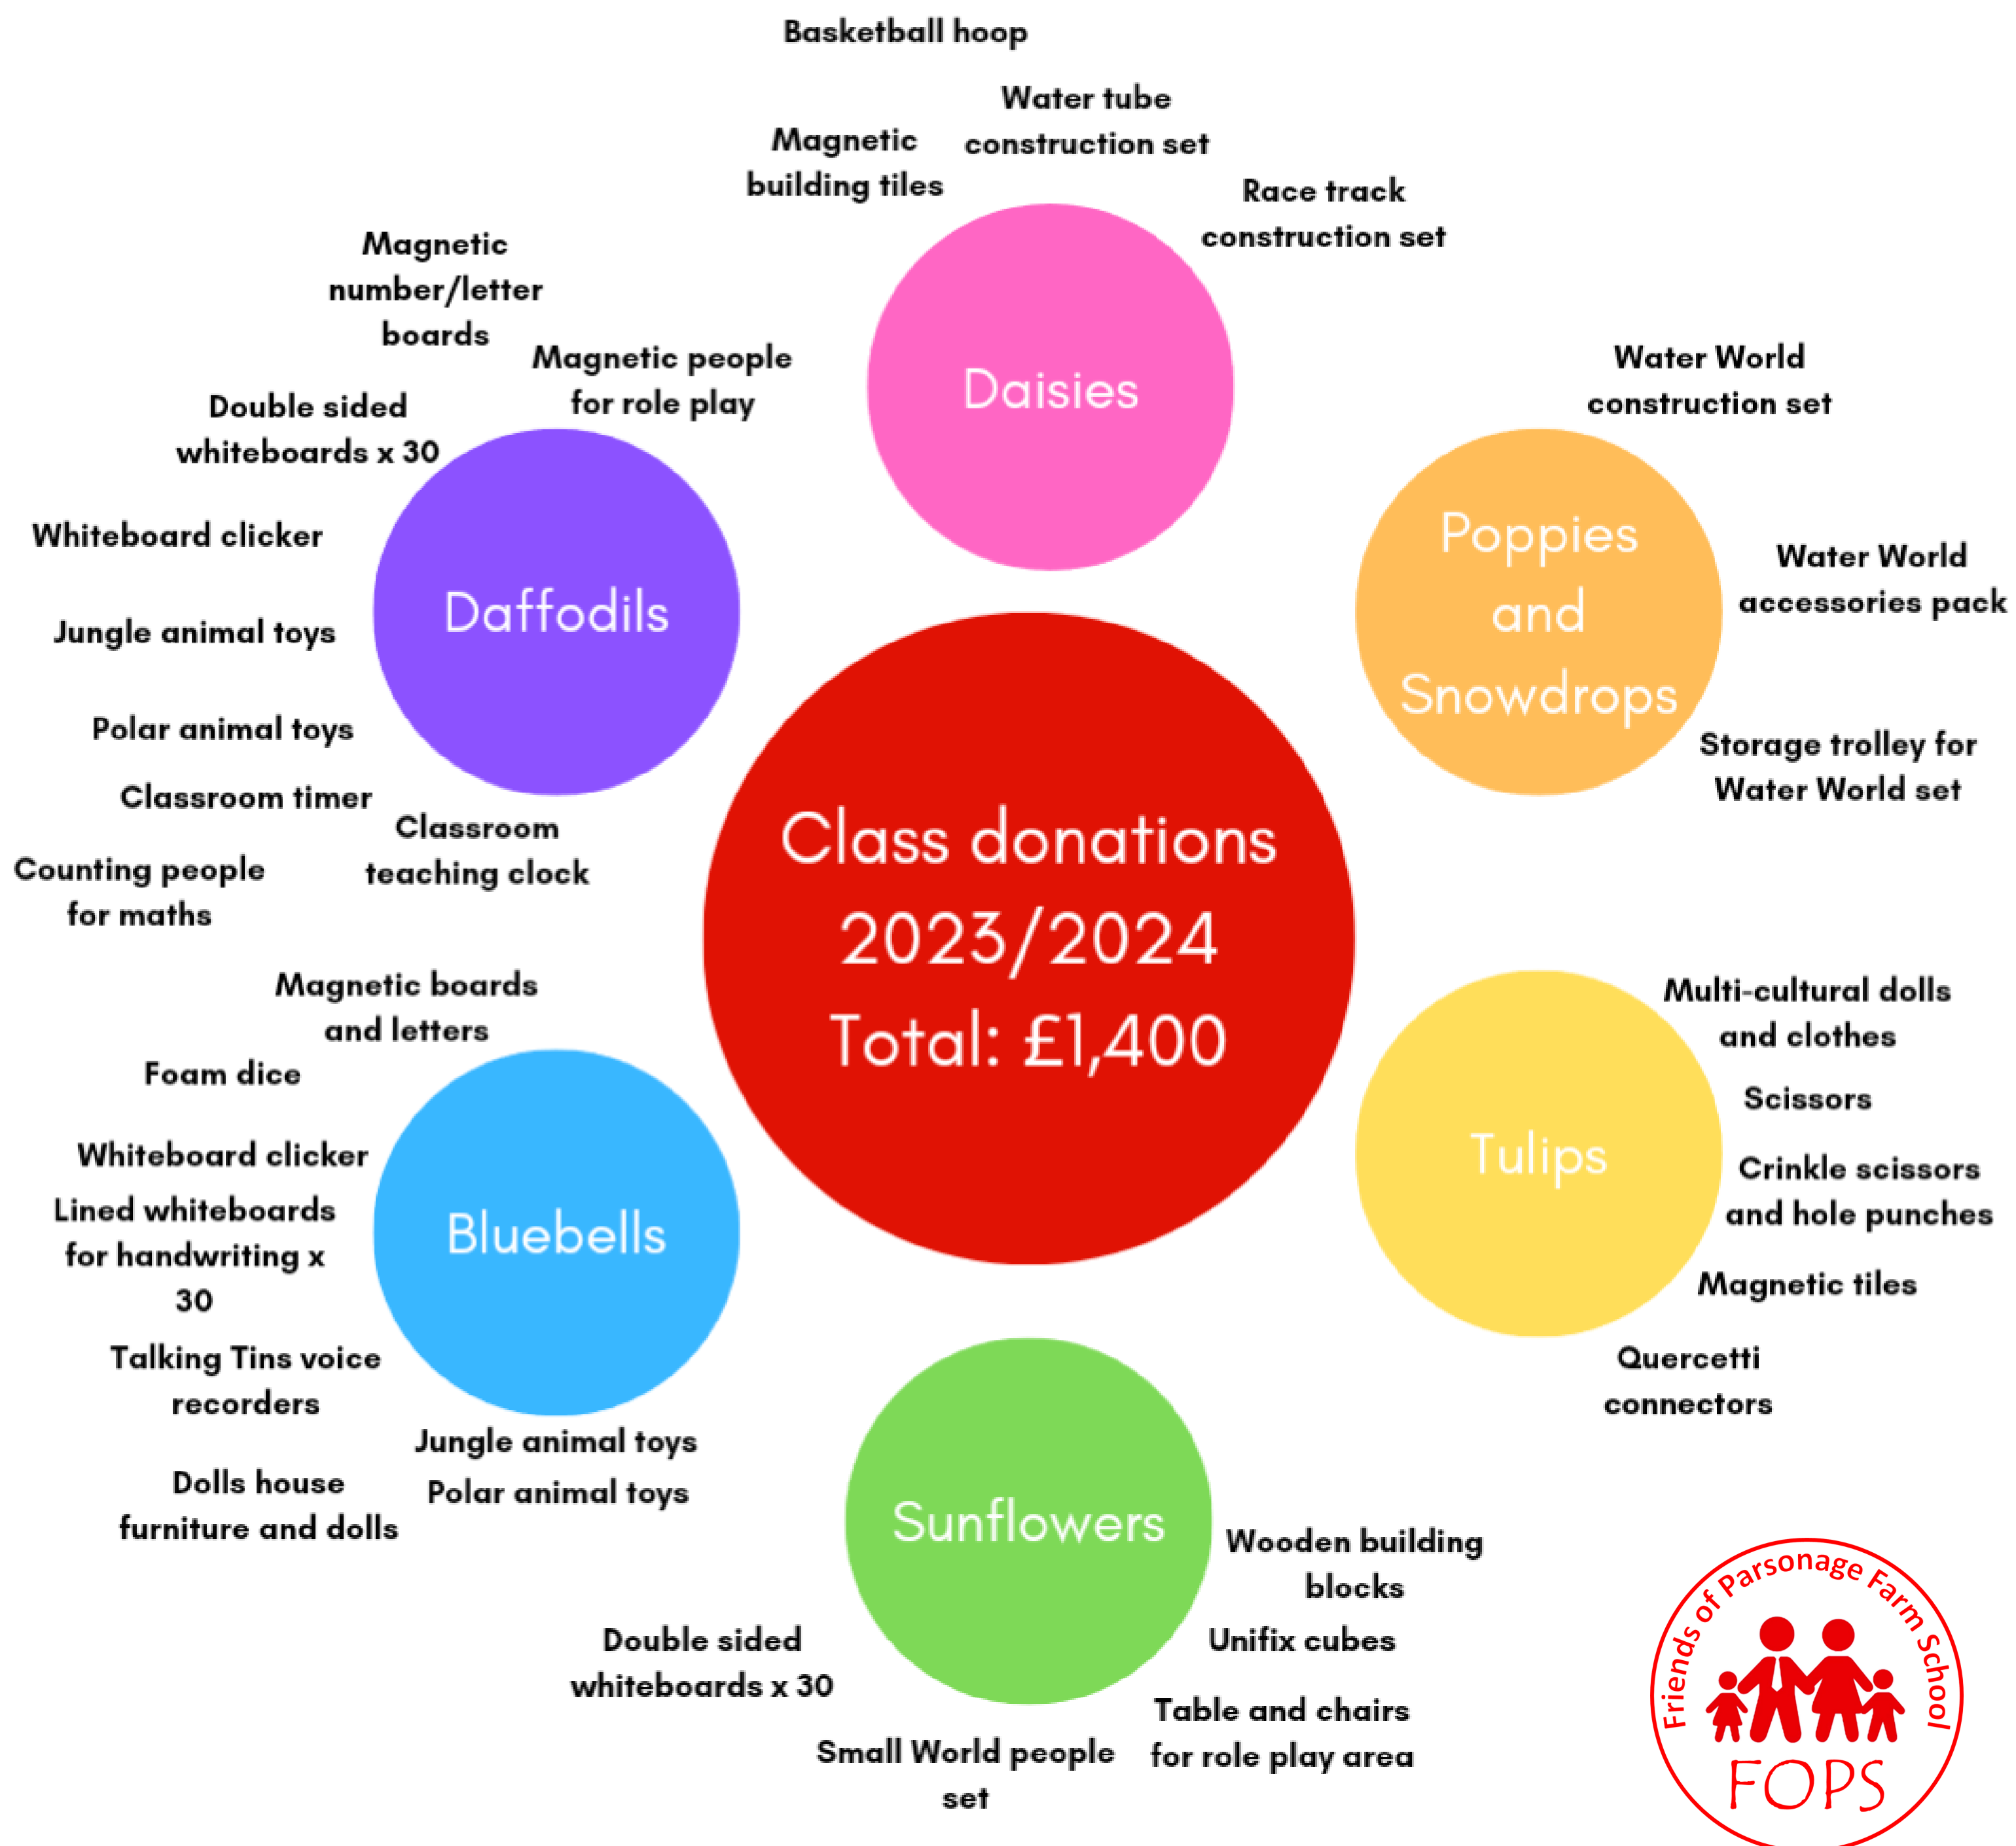 Basketball hoop
Water tube
construction set
Magnetic
building tiles
Race track
construction set
Daisies
Magnetic
number/letter
boards
Magnetic people
for role play
Double sided
whiteboards x 30
Whiteboard clicker
Jungle animal toys
Polar animal toys
Classroom timer
Classroom
teaching clock
Counting people
for maths
Daffodils
Water World
construction set
Water World
accessories pack
Storage trolley for
Water World set
Poppies
and
Snowdrops
Class donations
2023/2024
Total: £1,400
Magnetic boards
and letters
Foam dice
Whiteboard clicker
Lined whiteboards
for handwriting x
30
Talking Tins voice
recorders
Jungle animal toys
Polar animal toys
Dolls house
furniture and dolls
Bluebells
Multi-cultural dolls
and clothes
Scissors
Crinkle scissors
and hole punches
Magnetic tiles
Quercetti
connectors
Tulips
Sunflowers
Wooden building
blocks
Unifix cubes
Table and chairs
for role play area
Double sided
whiteboards x 30
Small World people
set
Friends of Parsonage Farm School
FOPS